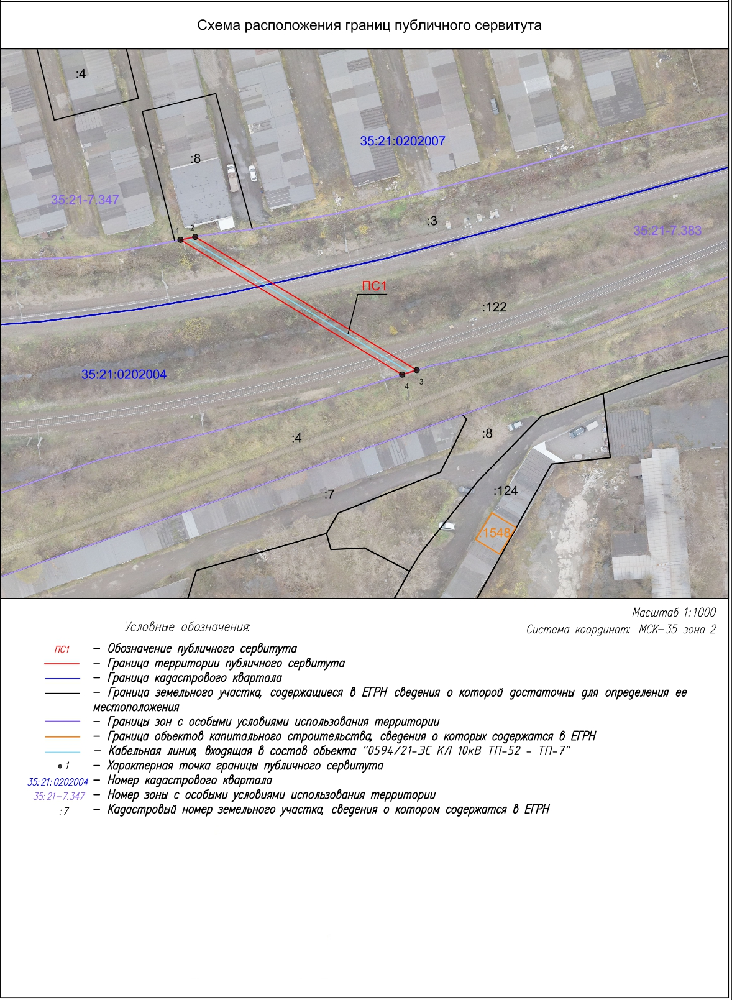 Схема расположения границ публичного сервитута
:4
35:21:0202007
:8
35:21-7.347
:3
35:21-7.383
1
2
ПС1
:122
35:21:0202004
3
4
:8
:4
:124
:7
:1548
Масштаб 1:1000
Условные обозначения:
Система координат: МСК-35 зона 2
ПС1 – Обозначение публичного сервитута
– Граница территории публичного сервитута
– Граница кадастрового квартала
– Граница земельного участка, содержащиеся в ЕГРН сведения о которой достаточны для определения ее
местоположения
– Границы зон с особыми условиями использования территории
– Граница объектов капитального строительства, сведения о которых содержатся в ЕГРН
– Кабельная линия, входящая в состав объекта "0594/21-ЭС КЛ 10кВ ТП-52 - ТП-7"
1 – Характерная точка границы публичного сервитута
35:21:0202004 – Номер кадастрового квартала
35:21-7.347 – Номер зоны с особыми условиями использования территории
:7 – Кадастровый номер земельного участка, сведения о котором содержатся в ЕГРН